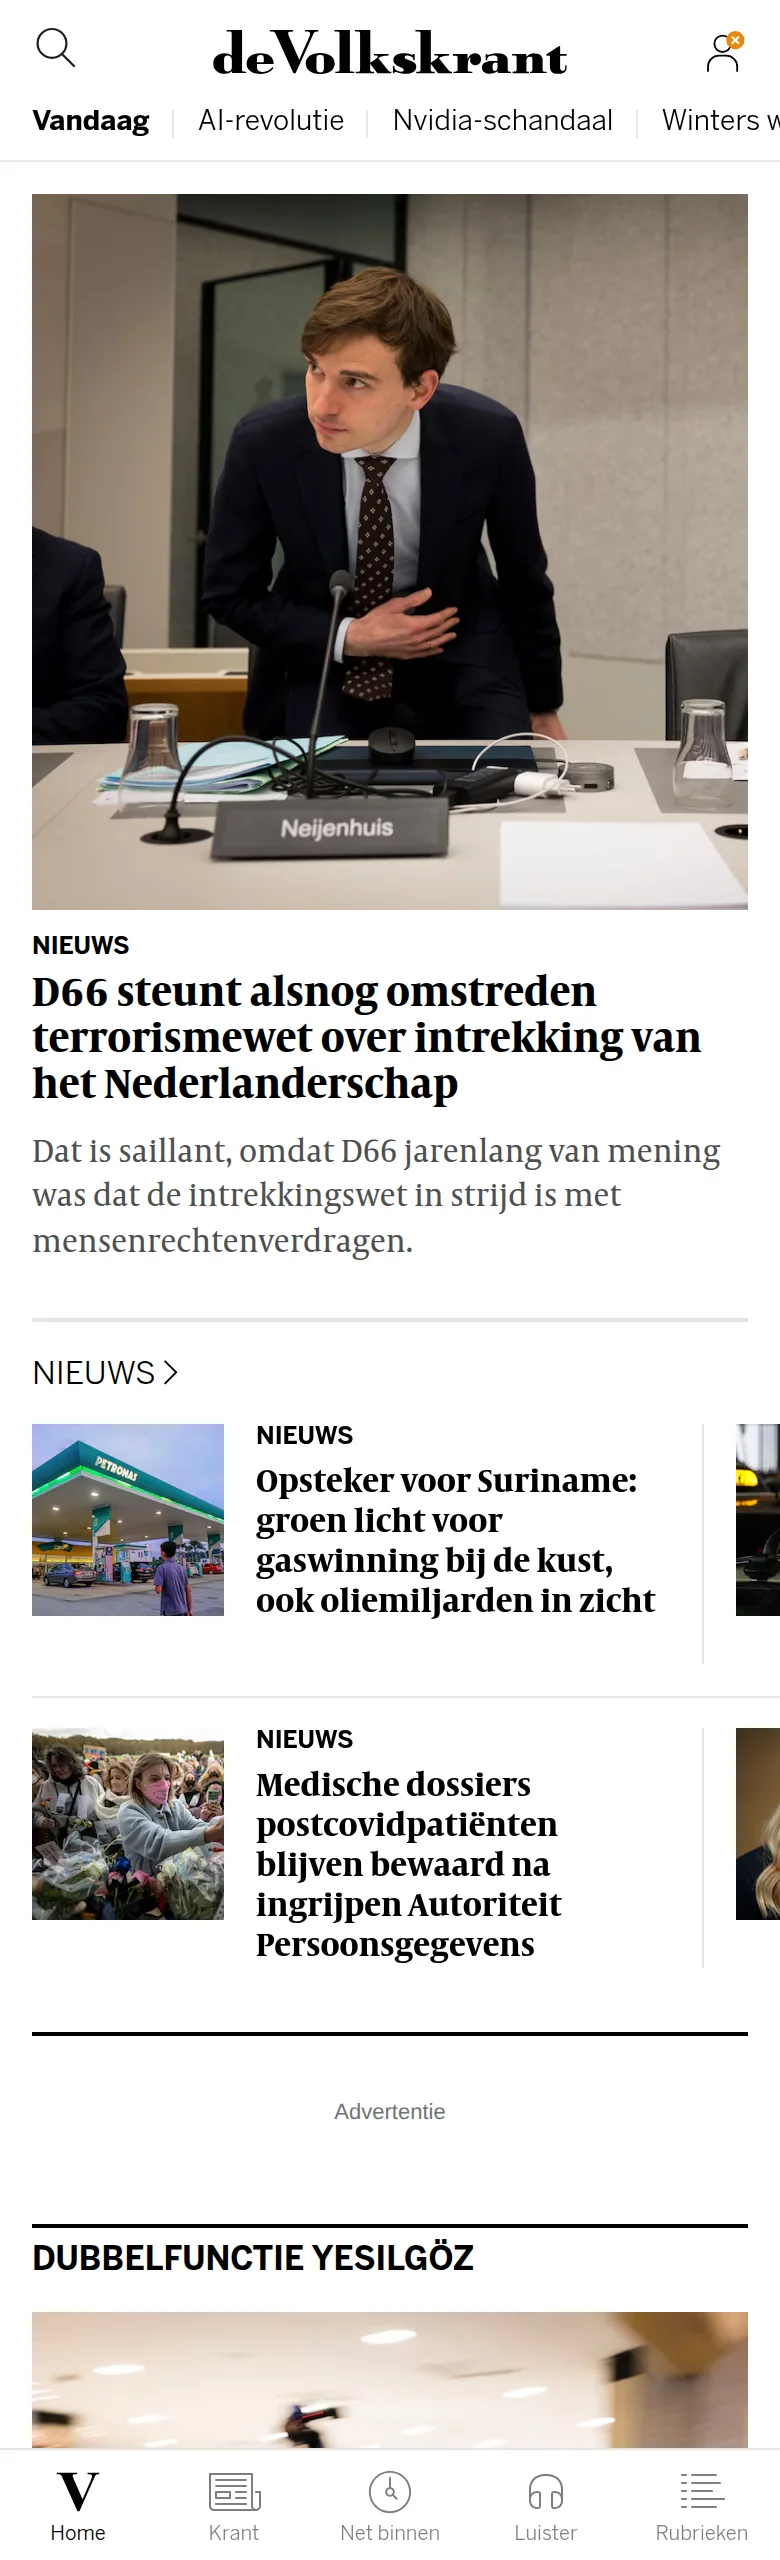 deVolkskrant
Vandaag
AI-revolutie
Nvidia-schandaal
Winters w
Neijenhuis
NIEUWS
D66 steunt alsnog omstreden
terrorismewet over intrekking van
het Nederlanderschap
Dat is saillant, omdat D66 jarenlang van mening
was dat de intrekkingswet in strijd is met
mensenrechtenverdragen.
NIEUWS
PETRONAS
NIEUWS
Opsteker voor Suriname:
groen licht voor
gaswinning bij de kust,
ook oliemiljarden in zicht
NIEUWS
Medische dossiers
postcovidpatiënten
blijven bewaard na
ingrijpen Autoriteit
Persoonsgegevens
Advertentie
DUBBELFUNCTIE YESILGÖZ
V
Home
Krant
Net binnen
Luister
Rubrieken